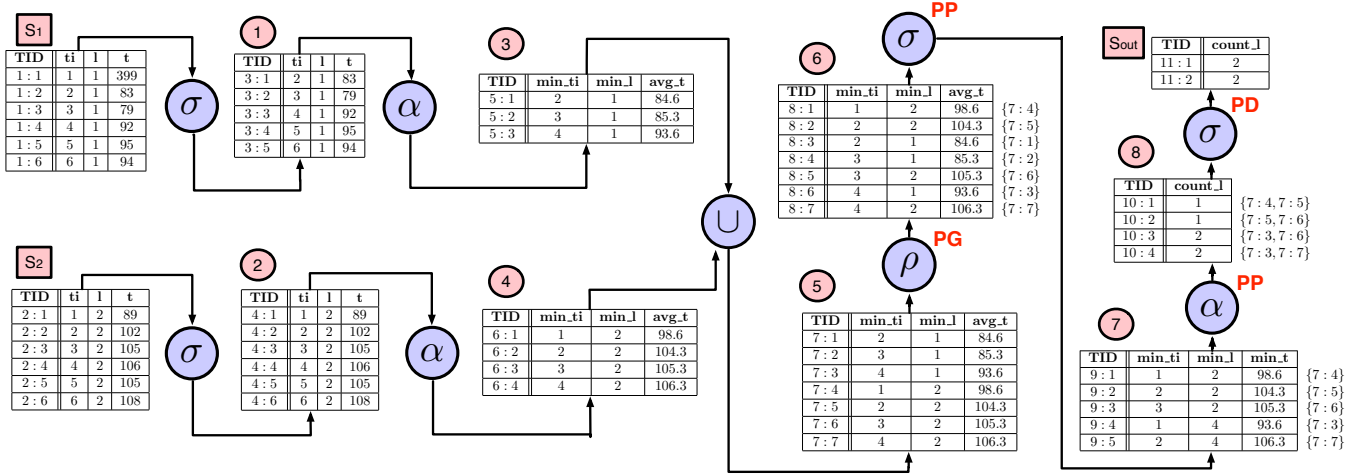 S1
TID ti l t
1 : 1 1 1 399
1 : 2 2 1 83
1 : 3 3 1 79
1 : 4 4 1 92
1 : 5 5 1 95
1 : 6 6 1 94
σ
1
TID ti l t
3 : 1 2 1 83
3 : 2 3 1 79
3 : 3 4 1 92
3 : 4 5 1 95
3 : 5 6 1 94
α
3
TID min_ti min_l avg_t
5 : 1 2 1 84.6
5 : 2 3 1 85.3
5 : 3 4 1 93.6
S2
TID ti l t
2 : 1 1 2 89
2 : 2 2 2 102
2 : 3 3 2 105
2 : 4 4 2 106
2 : 5 5 2 105
2 : 6 6 2 108
σ
2
TID ti l t
4 : 1 1 2 89
4 : 2 2 2 102
4 : 3 3 2 105
4 : 4 4 2 106
4 : 5 5 2 105
4 : 6 6 2 108
α
4
TID min_ti min_l avg_t
6 : 1 1 2 98.6
6 : 2 2 2 104.3
6 : 3 3 2 105.3
6 : 4 4 2 106.3
∪
5
TID min_ti min_l avg_t
7 : 1 2 1 84.6
7 : 2 3 1 85.3
7 : 3 4 1 93.6
7 : 4 1 2 98.6
7 : 5 2 2 104.3
7 : 6 3 2 105.3
7 : 7 4 2 106.3
ρ
PG
6
TID min_ti min_l avg_t
8 : 1 1 2 98.6 {7 : 4}
8 : 2 2 2 104.3 {7 : 5}
8 : 3 2 1 84.6 {7 : 1}
8 : 4 3 1 85.3 {7 : 2}
8 : 5 3 2 105.3 {7 : 6}
8 : 6 4 1 93.6 {7 : 3}
8 : 7 4 2 106.3 {7 : 7}
σ
PP
7
TID min_ti min_l min_t
9 : 1 1 2 98.6 {7 : 4}
9 : 2 2 2 104.3 {7 : 5}
9 : 3 3 2 105.3 {7 : 6}
9 : 4 1 4 93.6 {7 : 3}
9 : 5 2 4 106.3 {7 : 7}
α
PP
8
TID count_l
10 : 1 1 {7 : 4, 7 : 5}
10 : 2 1 {7 : 5, 7 : 6}
10 : 3 2 {7 : 3, 7 : 6}
10 : 4 2 {7 : 3, 7 : 7}
σ
PD
Sout
TID count_l
11 : 1 2
11 : 2 2